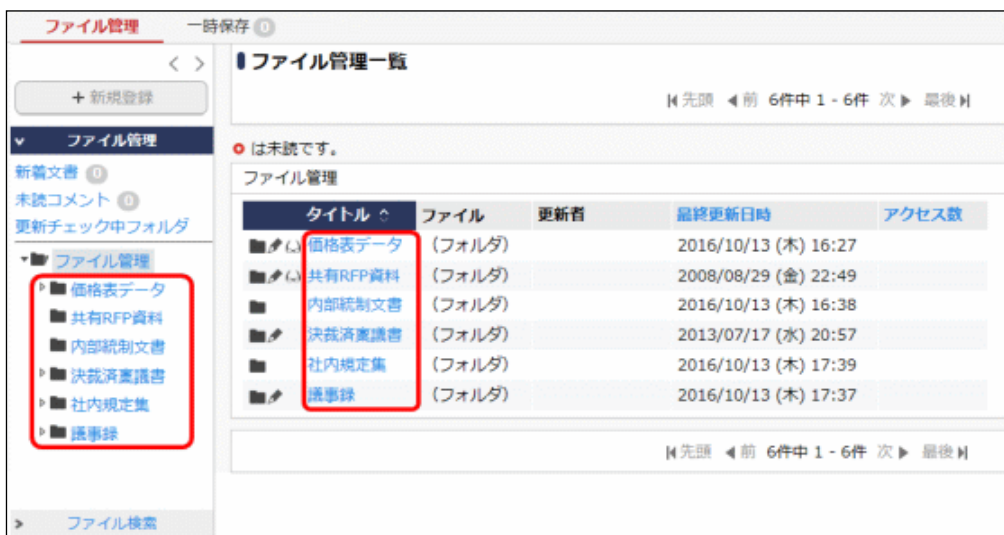 ファイル管理 一時保存 0
< >
+ 新規登録
ファイル管理
新着文書 0
未読コメント 0
更新チェック中フォルダ
ファイル管理
価格表データ
共有RFP資料
内部統制文書
決裁済稟議書
社内規定集
議事録
ファイル検索
ファイル管理一覧
先頭 前 6件中 1 - 6件 次 最後
は未読です。
ファイル管理
タイトル ファイル 更新者 最終更新日時 アクセス数
価格表データ (フォルダ) 2016/10/13 (木) 16:27
共有RFP資料 (フォルダ) 2008/08/29 (金) 22:49
内部統制文書 (フォルダ) 2016/10/13 (木) 16:38
決裁済稟議書 (フォルダ) 2013/07/17 (水) 20:57
社内規定集 (フォルダ) 2016/10/13 (木) 17:39
議事録 (フォルダ) 2016/10/13 (木) 17:37
先頭 前 6件中 1 - 6件 次 最後